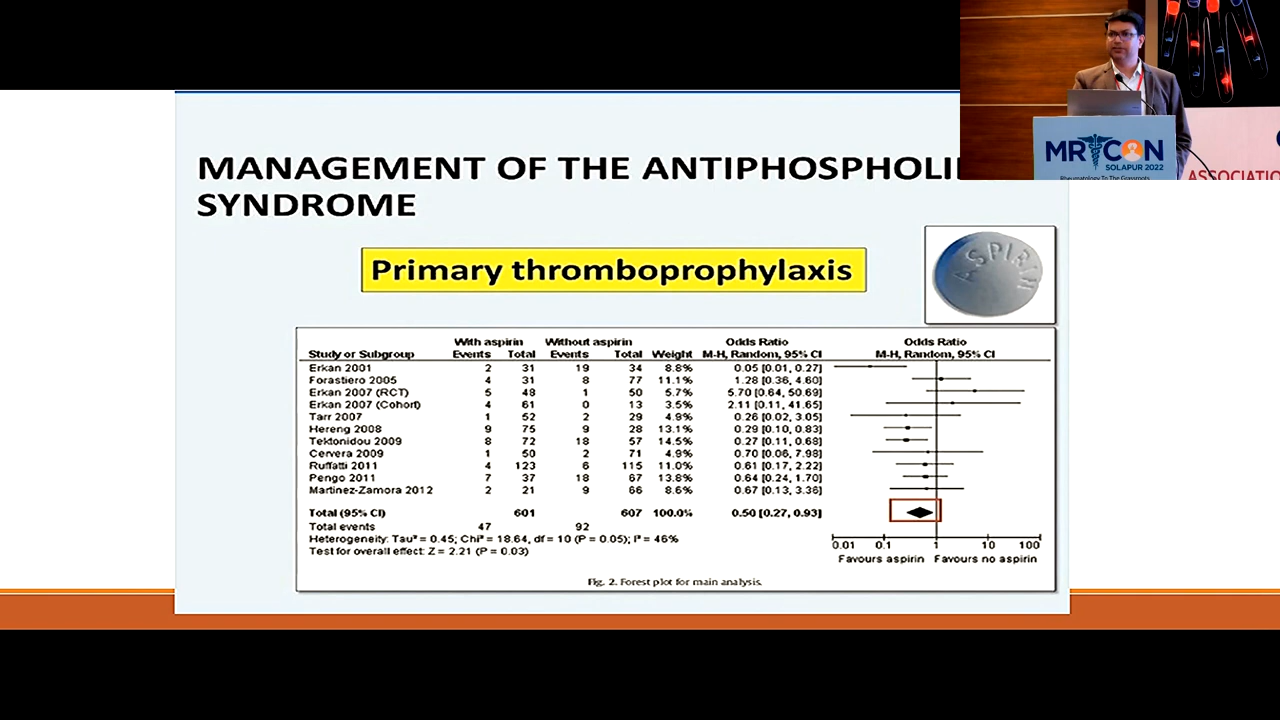 MANAGEMENT OF THE ANTIPHOSPHOLI
SYNDROME
Primary thromboprophylaxis
ASPIRIN
With aspirin Without aspirin Odds Ratio Odds Ratio
Study or Subgroup Events Total Events Total Weight M-H, Random, 95% CI M-H, Random, 95% CI
Erkan 2001 2 31 19 34 8.8% 0.05 [0.01, 0.27]
Forastiero 2005 4 31 8 77 11.1% 1.28 [0.36, 4.60]
Erkan 2007 (RCT) 5 48 1 50 5.7% 5.70 [0.64, 50.69]
Erkan 2007 (Cohort) 4 61 0 13 3.5% 2.11 [0.11, 41.65]
Tarr 2007 1 52 2 29 4.9% 0.26 [0.02, 3.05]
Hereng 2008 9 75 9 28 13.1% 0.29 [0.10, 0.83]
Tektonidou 2009 8 72 18 57 14.5% 0.27 [0.11, 0.68]
Cervera 2009 1 50 2 71 4.9% 0.70 [0.06, 7.98]
Ruffatti 2011 4 123 6 115 11.0% 0.61 [0.17, 2.22]
Pengo 2011 7 37 18 67 13.8% 0.64 [0.24, 1.70]
Martinez-Zamora 2012 2 21 9 66 8.6% 0.67 [0.13, 3.36]
Total (95% CI) 601 607 100.0% 0.50 [0.27, 0.93]
Total events 47 92
Heterogeneity: Tau² = 0.45; Chi² = 18.64, df = 10 (P = 0.05); I² = 46%
Test for overall effect: Z = 2.21 (P = 0.03)
0.01 0.1 1 10 100
Favours aspirin Favours no aspirin
Fig. 2. Forest plot for main analysis.
MRCON
SOLAPUR 2022
Rheumatology To The Grassroots
ASSOCIATIO